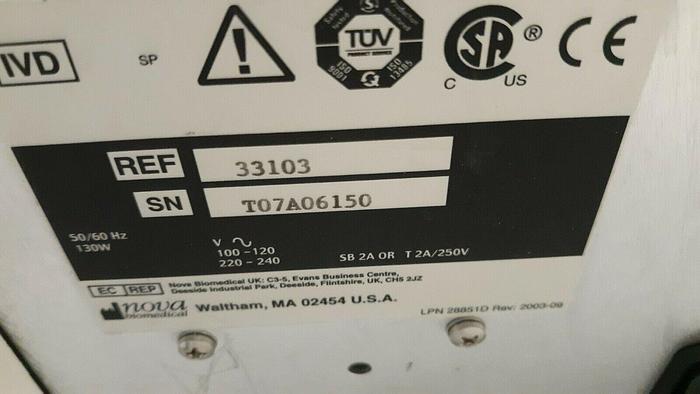 IVD
SP
TÜV
PRODUCT SERVICE
ISO 9001
ISO 13485
CSA ®
C US
CE
REF 33103
SN T07A06150
50/60 Hz
130W
V
100-120
220-240
SB 2A OR T 2A/250V
EC REP
Nova Biomedical UK: C3-5, Evans Business Centre,
Deeside Industrial Park, Deeside, Flintshire, UK, CH5 2JZ
nova
biomedical
Waltham, MA 02454 U.S.A.
LPN 28851D Rev: 2003-09